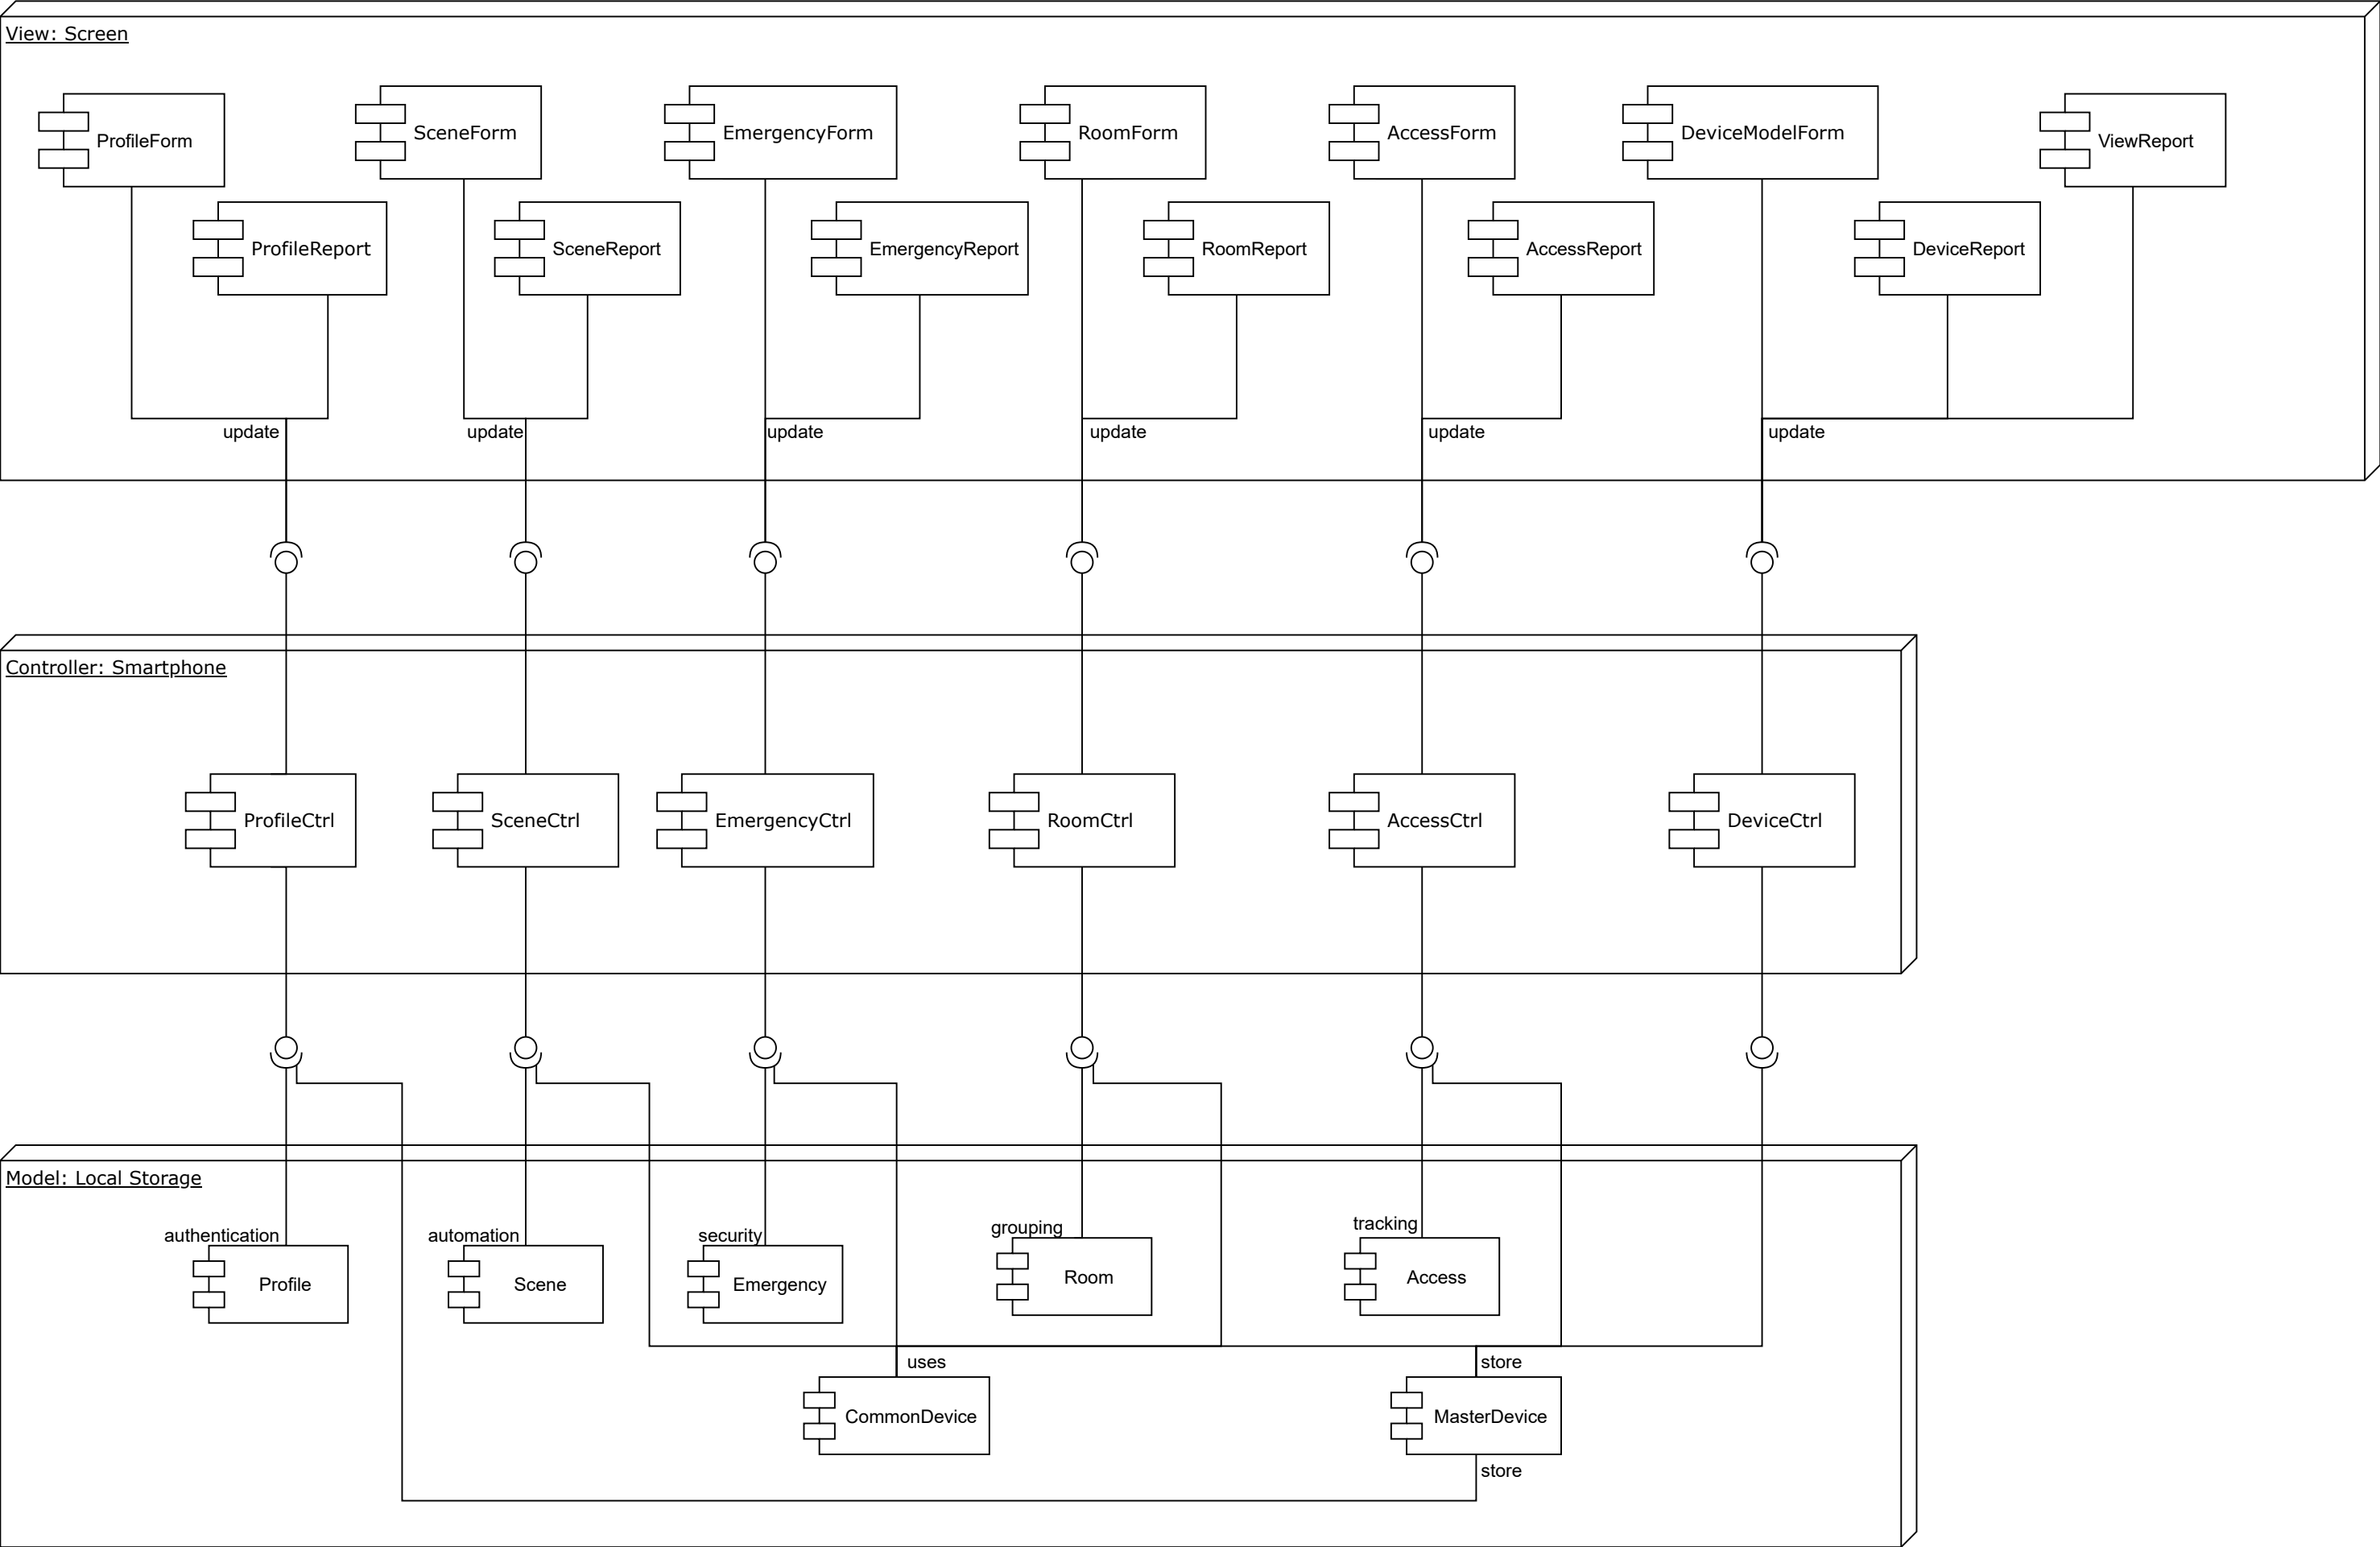 View: Screen
ProfileForm
SceneForm
EmergencyForm
RoomForm
AccessForm
DeviceModelForm
ViewReport
ProfileReport
SceneReport
EmergencyReport
RoomReport
AccessReport
DeviceReport
update
update
update
update
update
update
Controller: Smartphone
ProfileCtrl
SceneCtrl
EmergencyCtrl
RoomCtrl
AccessCtrl
DeviceCtrl
Model: Local Storage
authentication
automation
security
grouping
tracking
Profile
Scene
Emergency
Room
Access
uses
store
CommonDevice
MasterDevice
store